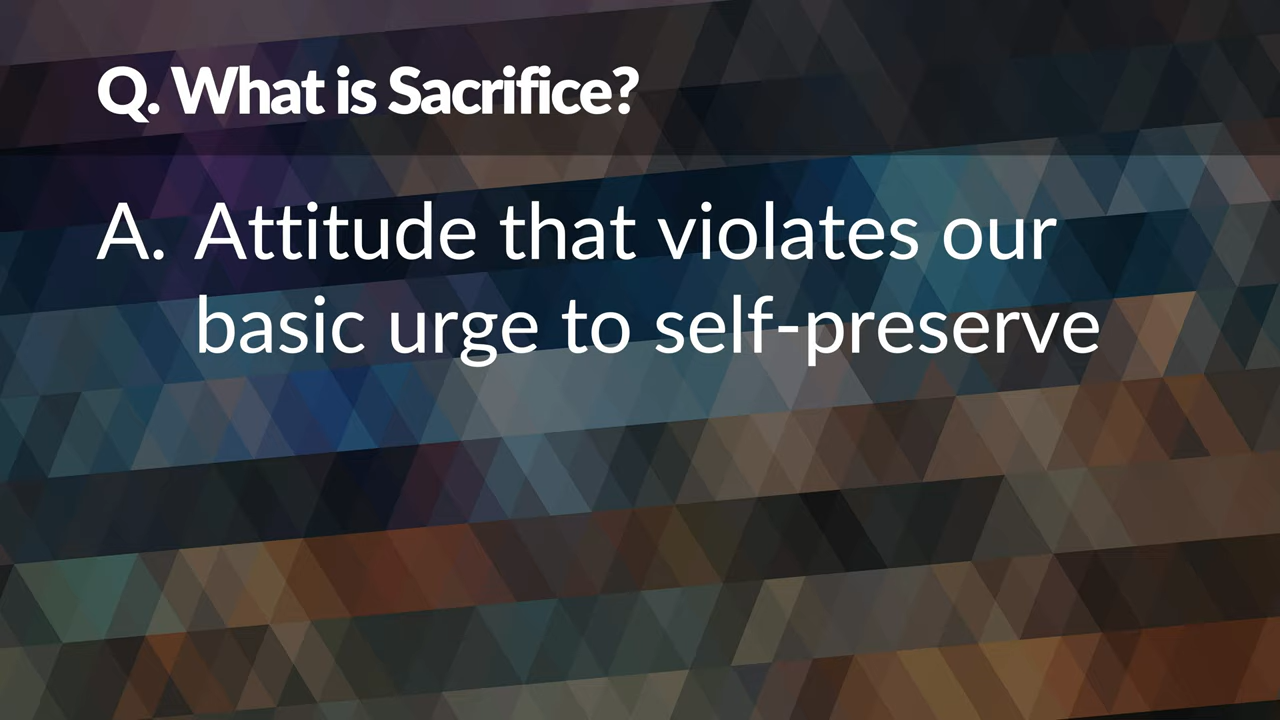 Q. What is Sacrifice?
A. Attitude that violates our
basic urge to self-preserve